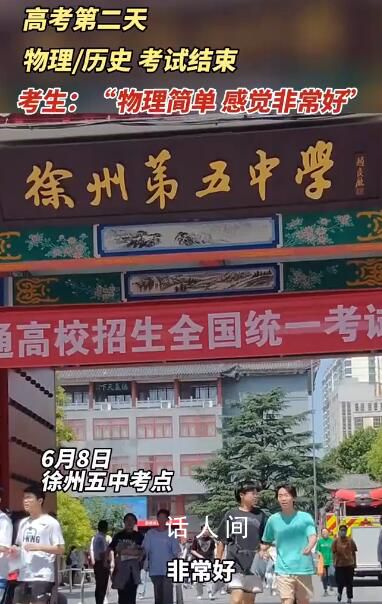 高考第二天
物理/历史 考试结束
考生：“物理简单 感觉非常好”
徐州第五中學
通高校招生全国统一考试
6月8日
徐州五中考点
话人间
非常好